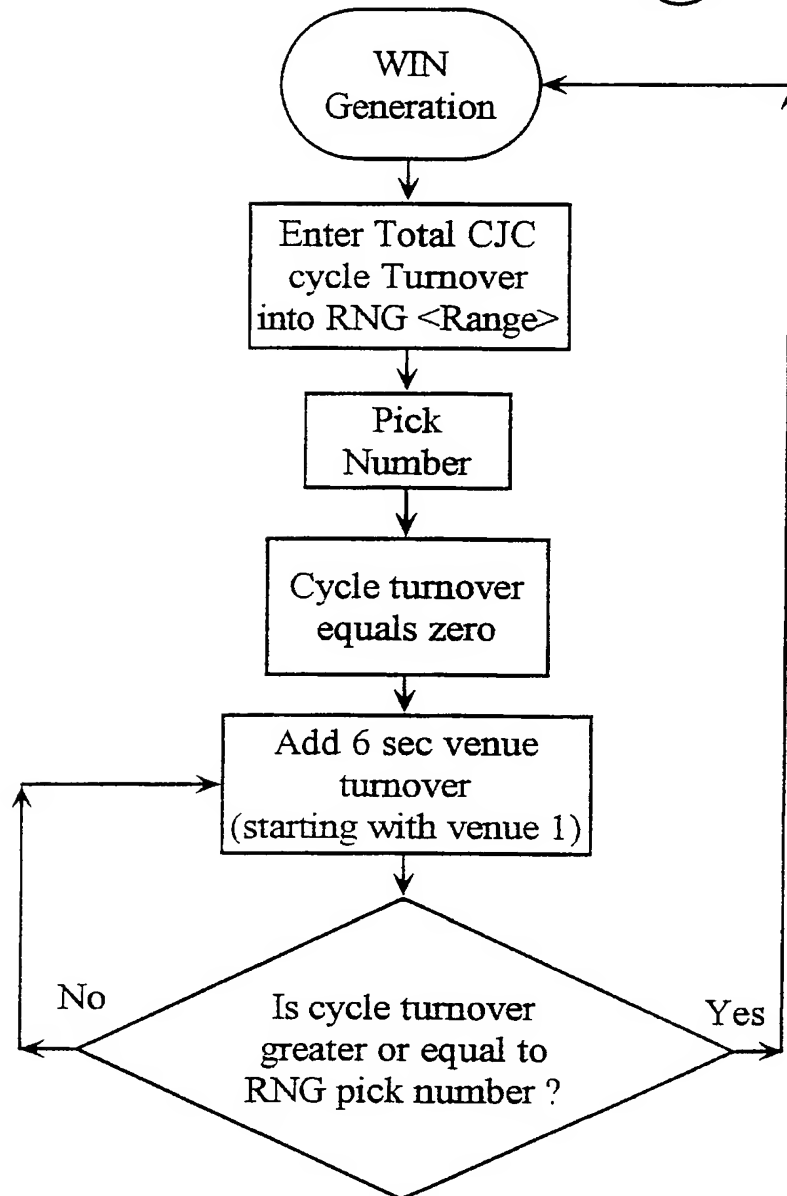 WIN
Generation
Enter Total CJC
cycle Turnover
into RNG <Range>
Pick
Number
Cycle turnover
equals zero
Add 6 sec venue
turnover
(starting with venue 1)
No
Yes
Is cycle turnover
greater or equal to
RNG pick number ?